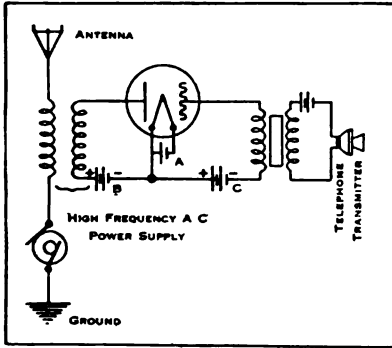 ANTENNA
A
+ B -
+ C -
HIGH FREQUENCY A C
POWER SUPPLY
TELEPHONE
TRANSMITTER
GROUND